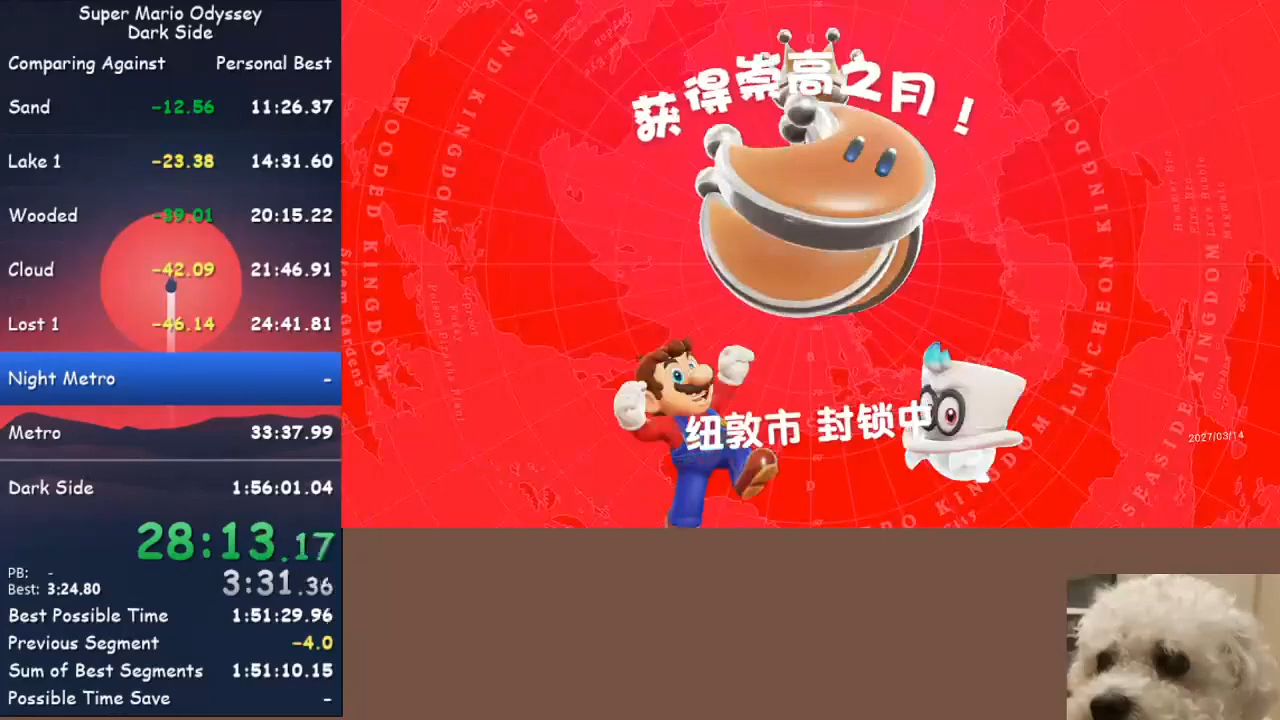 Super Mario Odyssey
Dark Side
Comparing Against Personal Best
Sand -12.56 11:26.37
Lake 1 -23.38 14:31.60
Wooded -39.01 20:15.22
Cloud -42.09 21:46.91
Lost 1 -46.14 24:41.81
Night Metro -
Metro 33:37.99
Dark Side 1:56:01.04
28:13.17
PB: -
Best: 3:24.80
3:31.36
Best Possible Time 1:51:29.96
Previous Segment -4.0
Sum of Best Segments 1:51:10.15
Possible Time Save -
获得崇高之月！
纽敦市 封锁中
2027/03/14
SAND KINGDOM
WOODED KINGDOM
Steam Gardens
LUNCHEON KINGDOM
SEASIDE KINGDOM